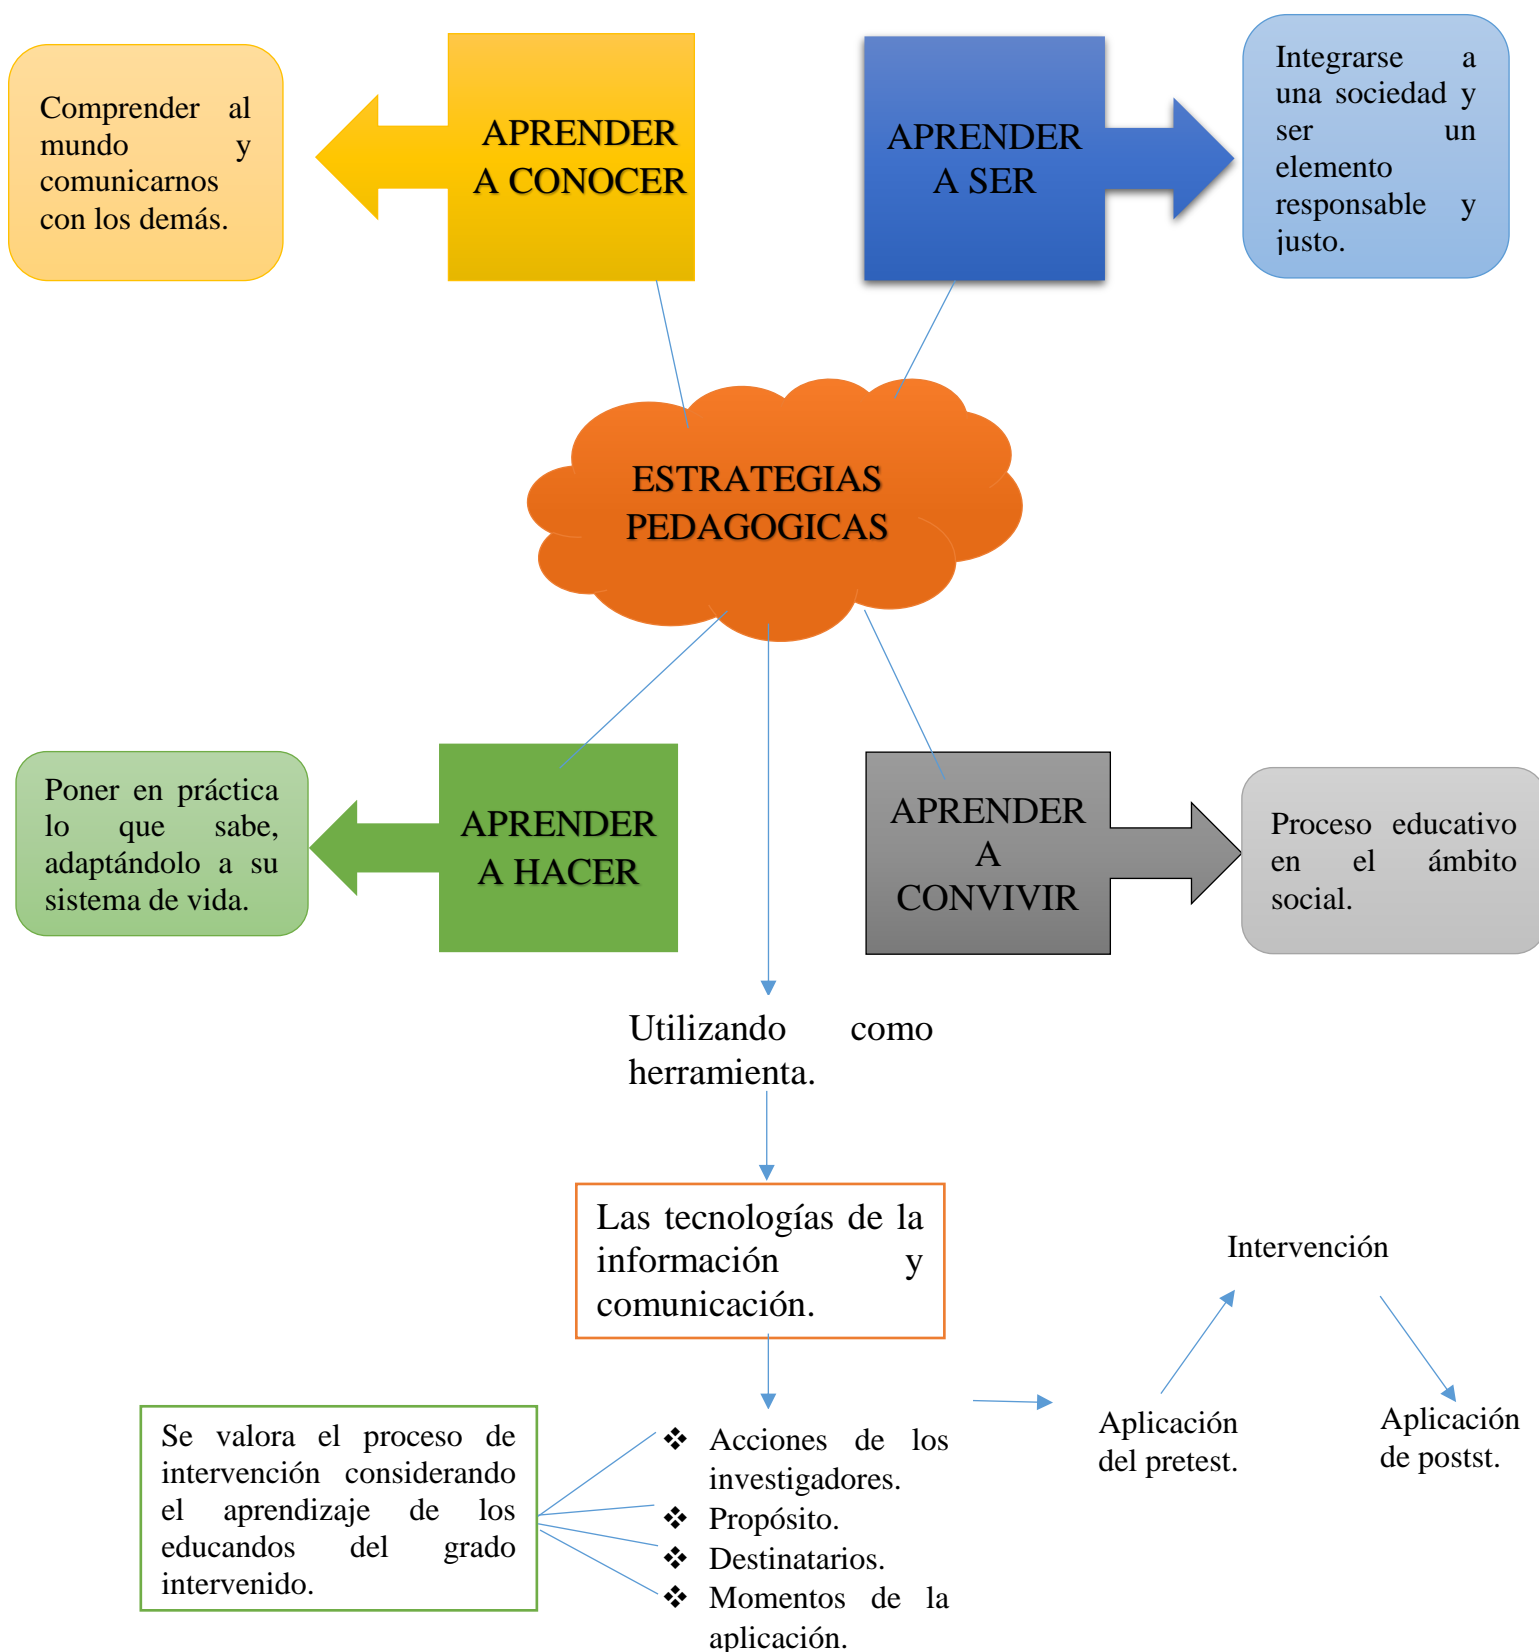 Comprender al
mundo y
comunicarnos
con los demás.
APRENDER
A CONOCER
APRENDER
A SER
Integrarse a
una sociedad y
ser un
elemento
responsable y
justo.
ESTRATEGIAS
PEDAGOGICAS
Poner en práctica
lo que sabe,
adaptándolo a su
sistema de vida.
APRENDER
A HACER
APRENDER
A
CONVIVIR
Proceso educativo
en el ámbito
social.
Utilizando como
herramienta.
Las tecnologías de la
información y
comunicación.
Intervención
Aplicación
del pretest.
Aplicación
de postst.
Se valora el proceso de
intervención considerando
el aprendizaje de los
educandos del grado
intervenido.
❖ Acciones de los
investigadores.
❖ Propósito.
❖ Destinatarios.
❖ Momentos de la
aplicación.